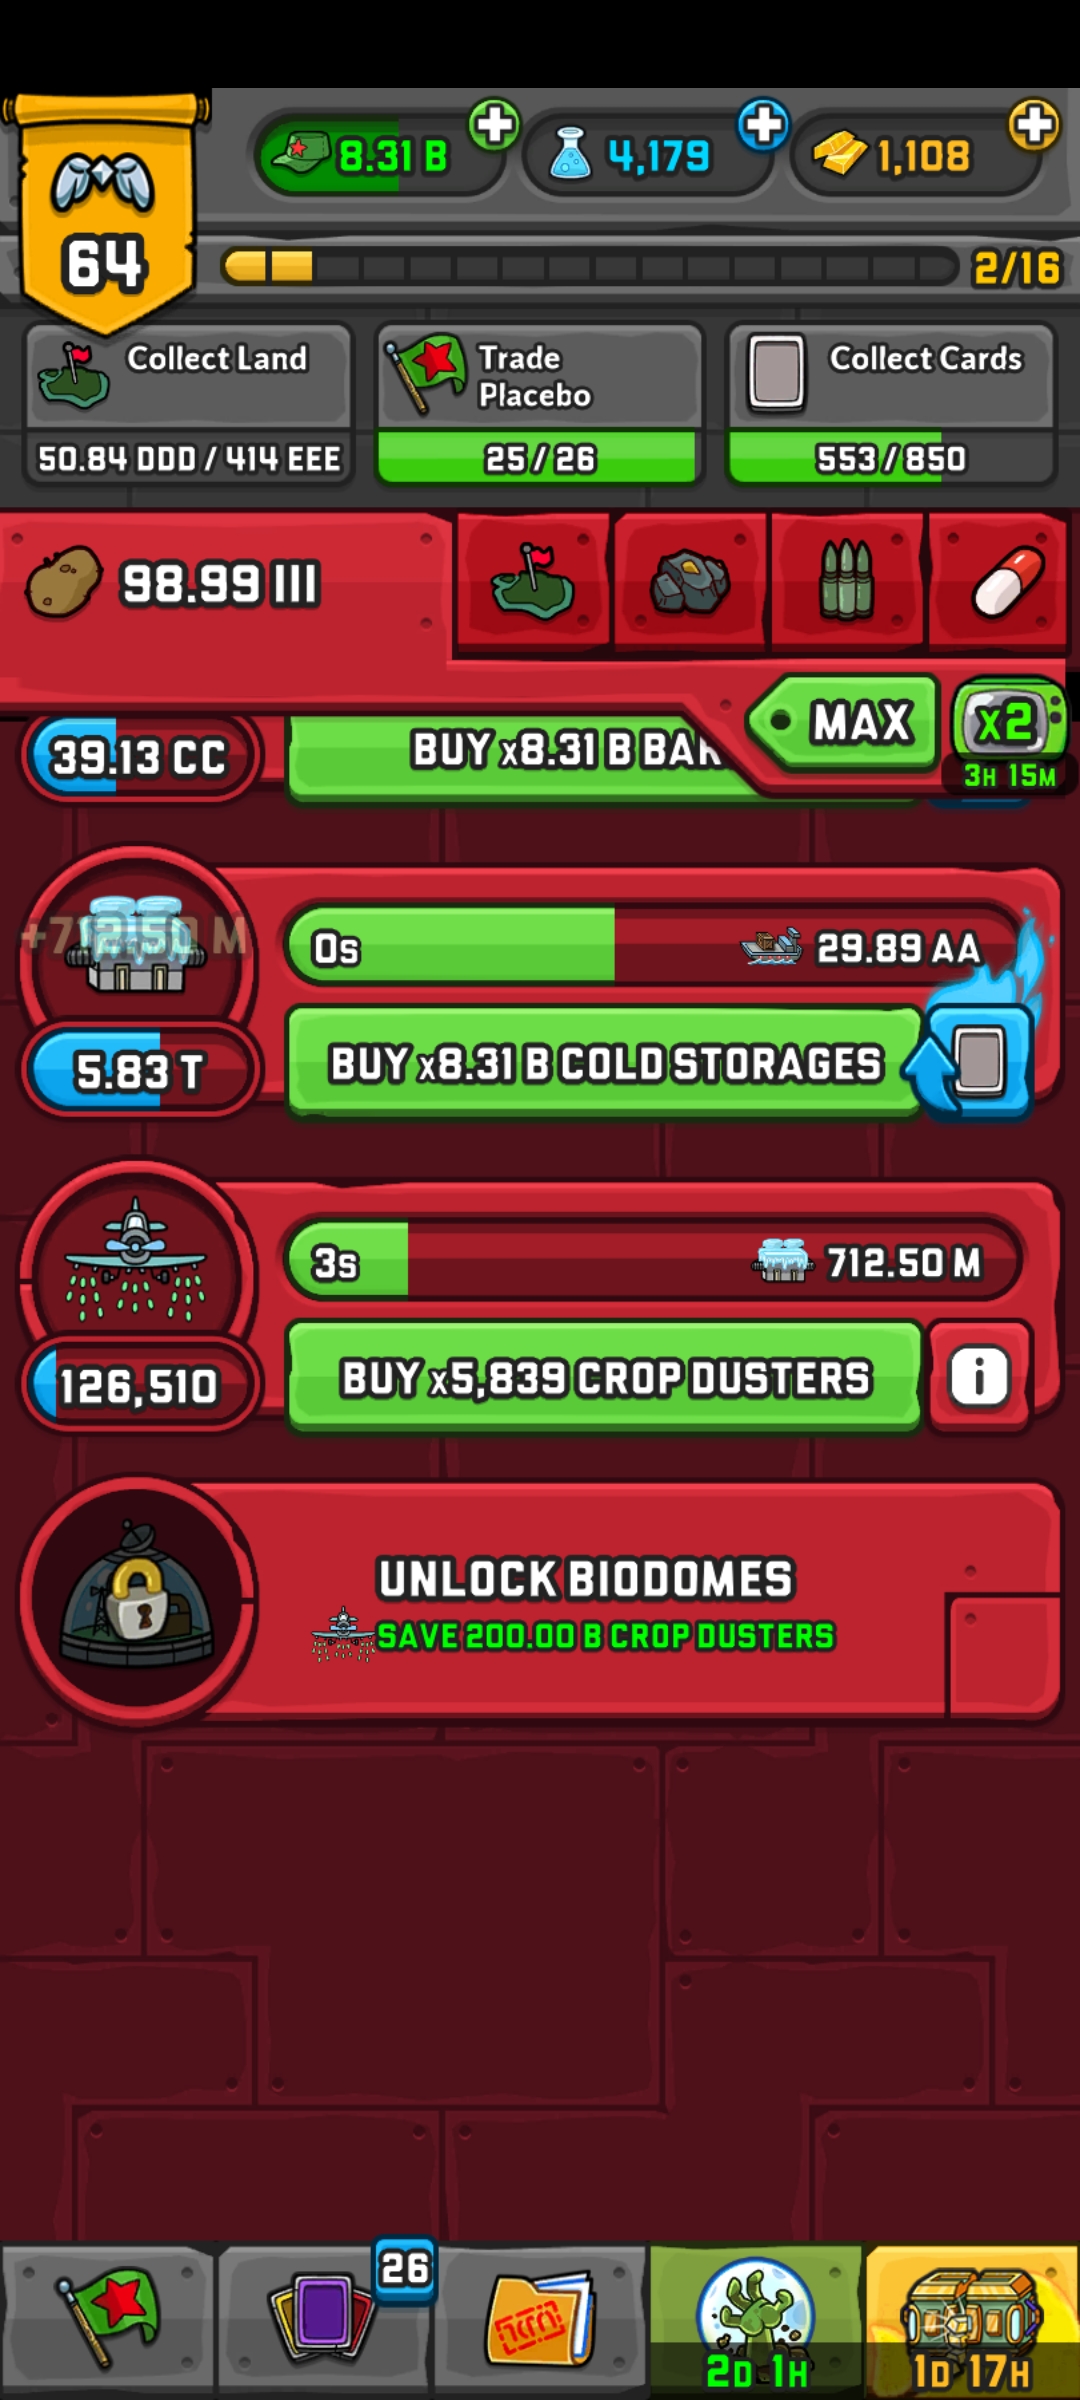 8.31 B
4,179
1,108
64
2/16
Collect Land
50.84 DDD / 414 EEE
Trade
Placebo
25 / 26
Collect Cards
553 / 850
98.99 III
MAX
X2
3H 15M
39.13 CC
BUY x8.31 B BAR
+712.50 M
0s
29.89 AA
5.83 T
BUY x8.31 B COLD STORAGES
3s
712.50 M
126,510
BUY x5,839 CROP DUSTERS
i
UNLOCK BIODOMES
SAVE 200.00 B CROP DUSTERS
26
2D 1H
1D 17H